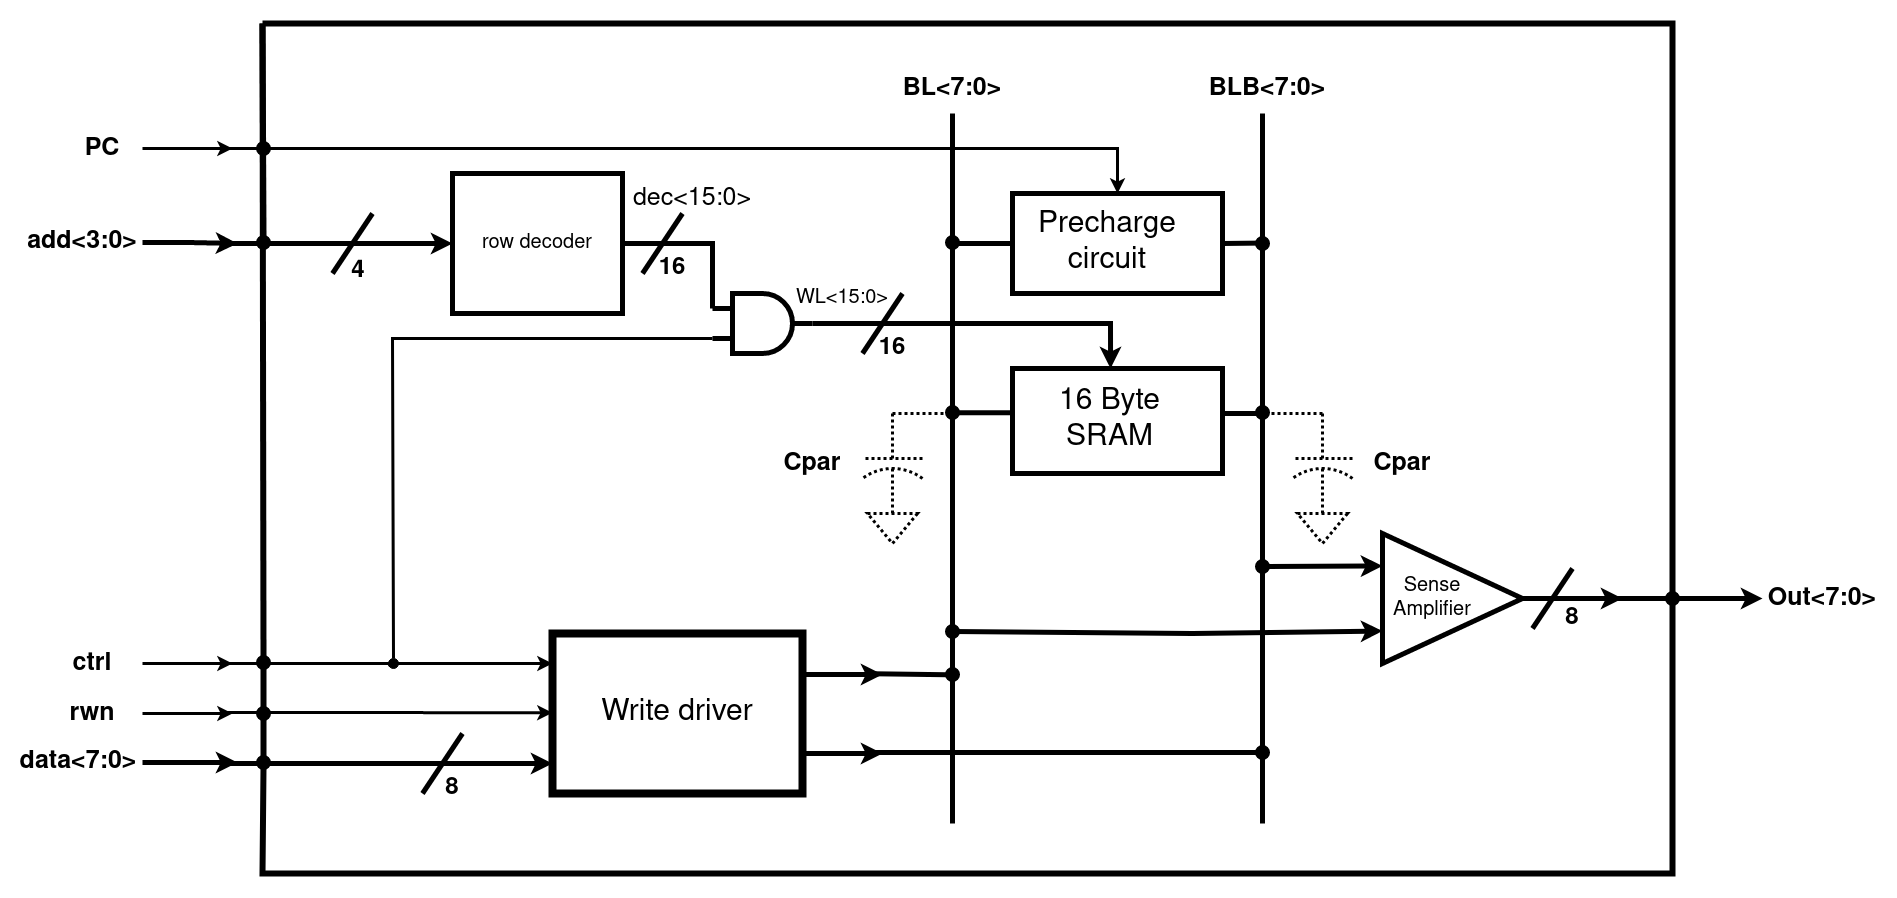 BL<7:0>
BLB<7:0>
PC
dec<15:0>
Precharge
circuit
add<3:0>
row decoder
4
16
WL<15:0>
16
16 Byte
SRAM
Cpar
Cpar
Sense
Amplifier
Out<7:0>
8
ctrl
rwn
Write driver
data<7:0>
8